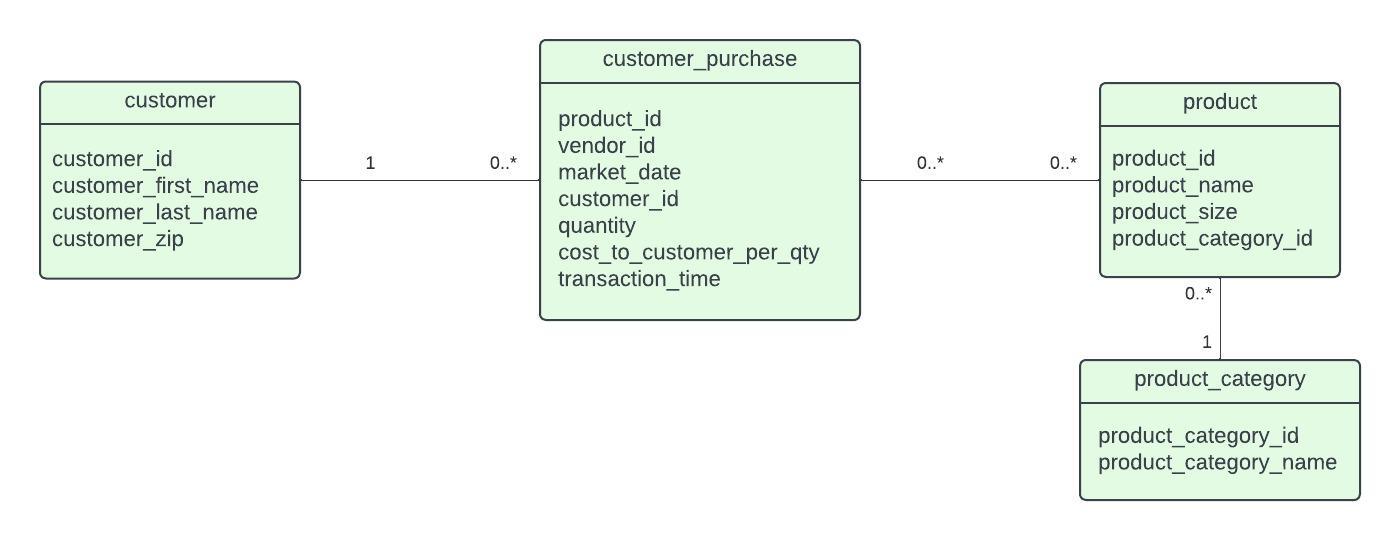 customer
customer_id
customer_first_name
customer_last_name
customer_zip
1
0..*
customer_purchase
product_id
vendor_id
market_date
customer_id
quantity
cost_to_customer_per_qty
transaction_time
0..*
0..*
product
product_id
product_name
product_size
product_category_id
0..*
1
product_category
product_category_id
product_category_name